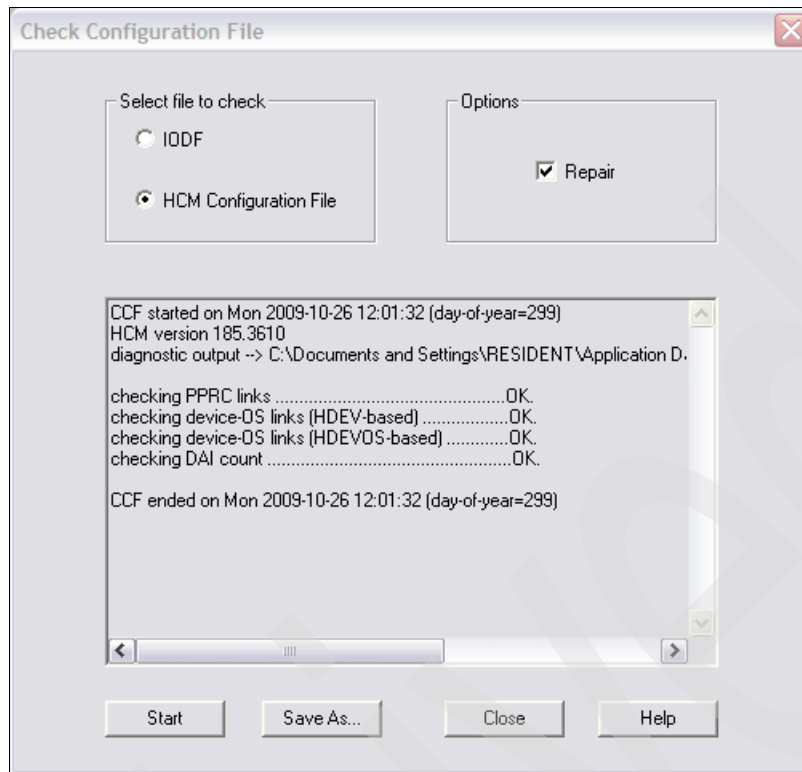 Check Configuration File
Select file to check
Options
IODF
Repair
HCM Configuration File
CCF started on Mon 2009-10-26 12:01:32 (day-of-year=299)
HCM version 185.3610
diagnostic output --> C:\Documents and Settings\RESIDENT\Application D
checking PPRC links ...............................................OK.
checking device-OS links (HDEV-based) ..................OK.
checking device-OS links (HDEVOS-based) .............OK.
checking DAI count ..................................................OK.
CCF ended on Mon 2009-10-26 12:01:32 (day-of-year=299)
Start
Save As...
Close
Help